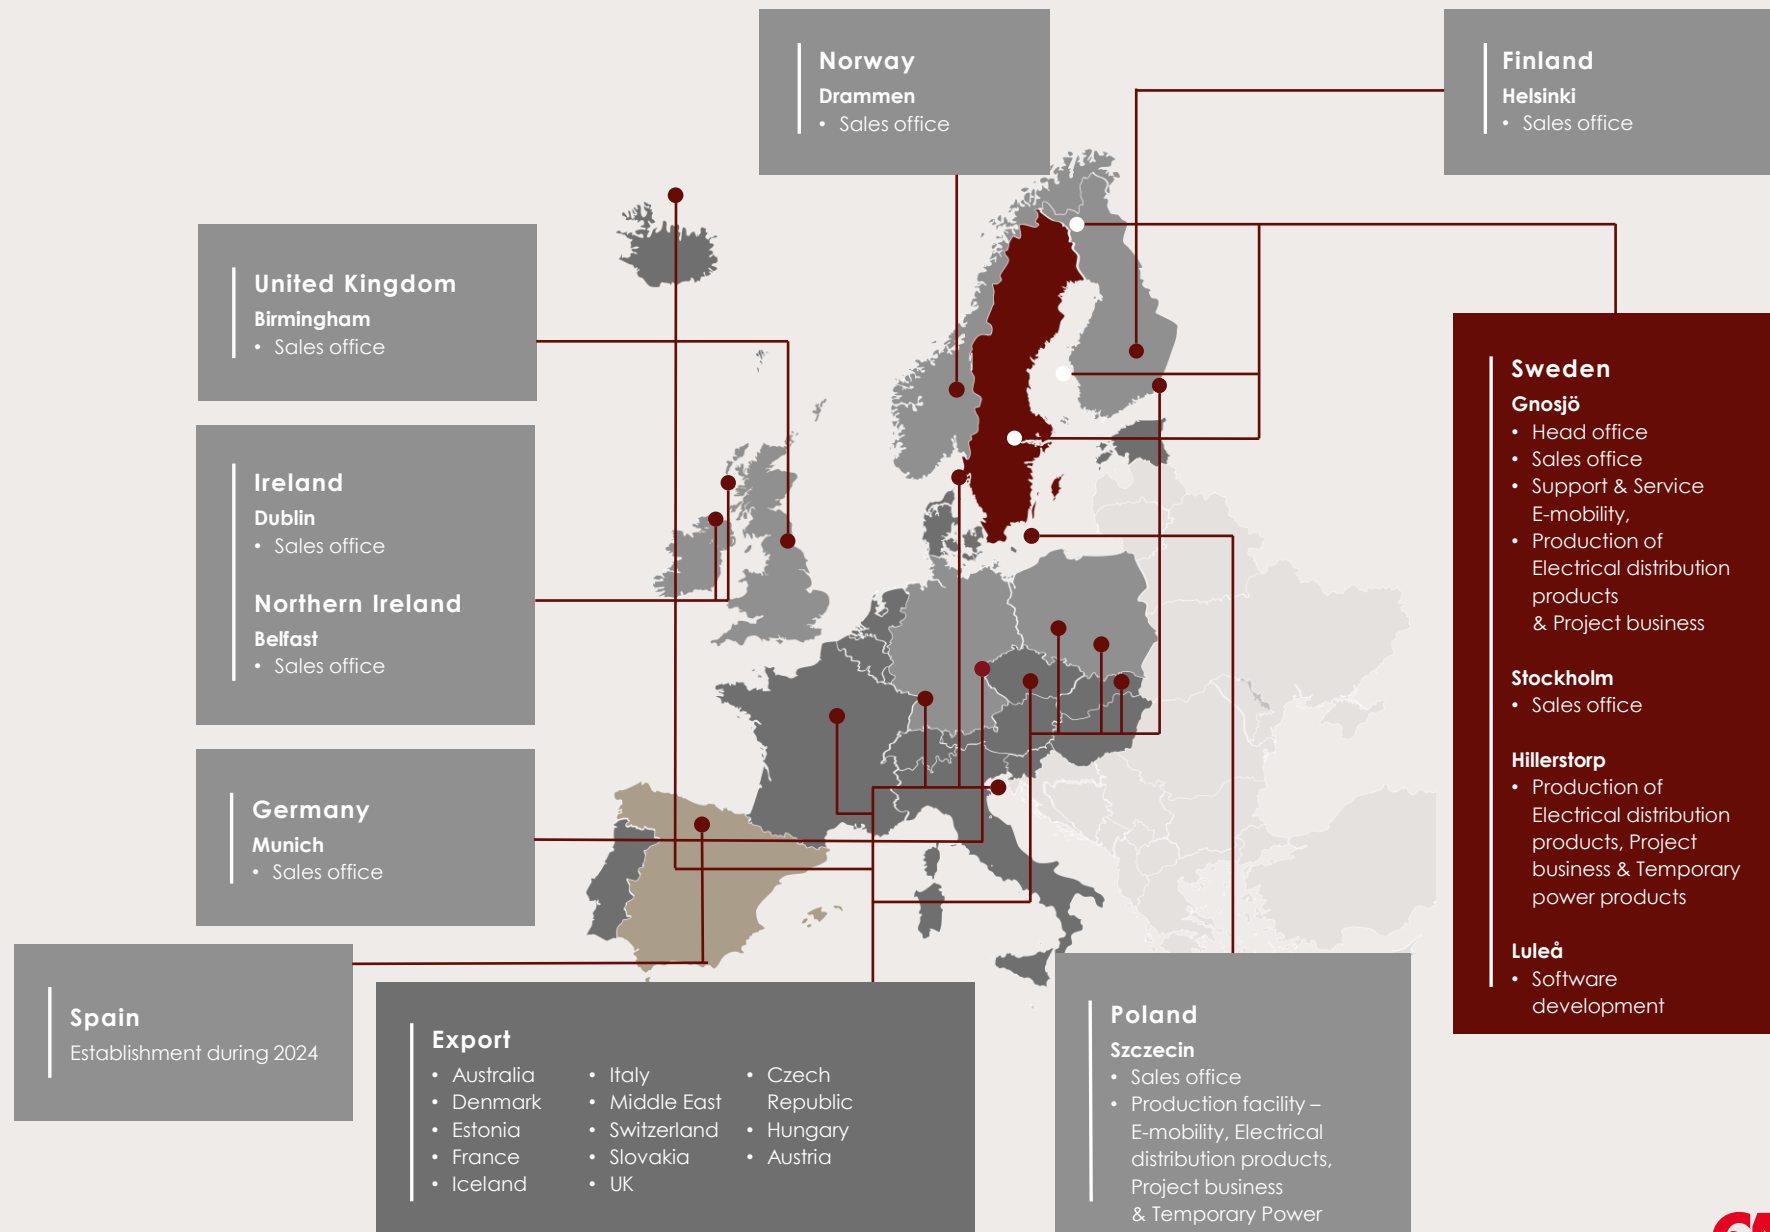 Norway
Drammen
• Sales office
Finland
Helsinki
• Sales office
United Kingdom
Birmingham
• Sales office
Ireland
Dublin
• Sales office
Northern Ireland
Belfast
• Sales office
Germany
Munich
• Sales office
Spain
Establishment during 2024
Export
• Australia
• Denmark
• Estonia
• France
• Iceland
• Italy
• Middle East
• Switzerland
• Slovakia
• UK
• Czech
Republic
• Hungary
• Austria
Poland
Szczecin
• Sales office
• Production facility –
E-mobility, Electrical
distribution products,
Project business
& Temporary Power
Sweden
Gnosjö
• Head office
• Sales office
• Support & Service
E-mobility,
• Production of
Electrical distribution
products
& Project business
Stockholm
• Sales office
Hillerstorp
• Production of
Electrical distribution
products, Project
business & Temporary
power products
Luleå
• Software
development